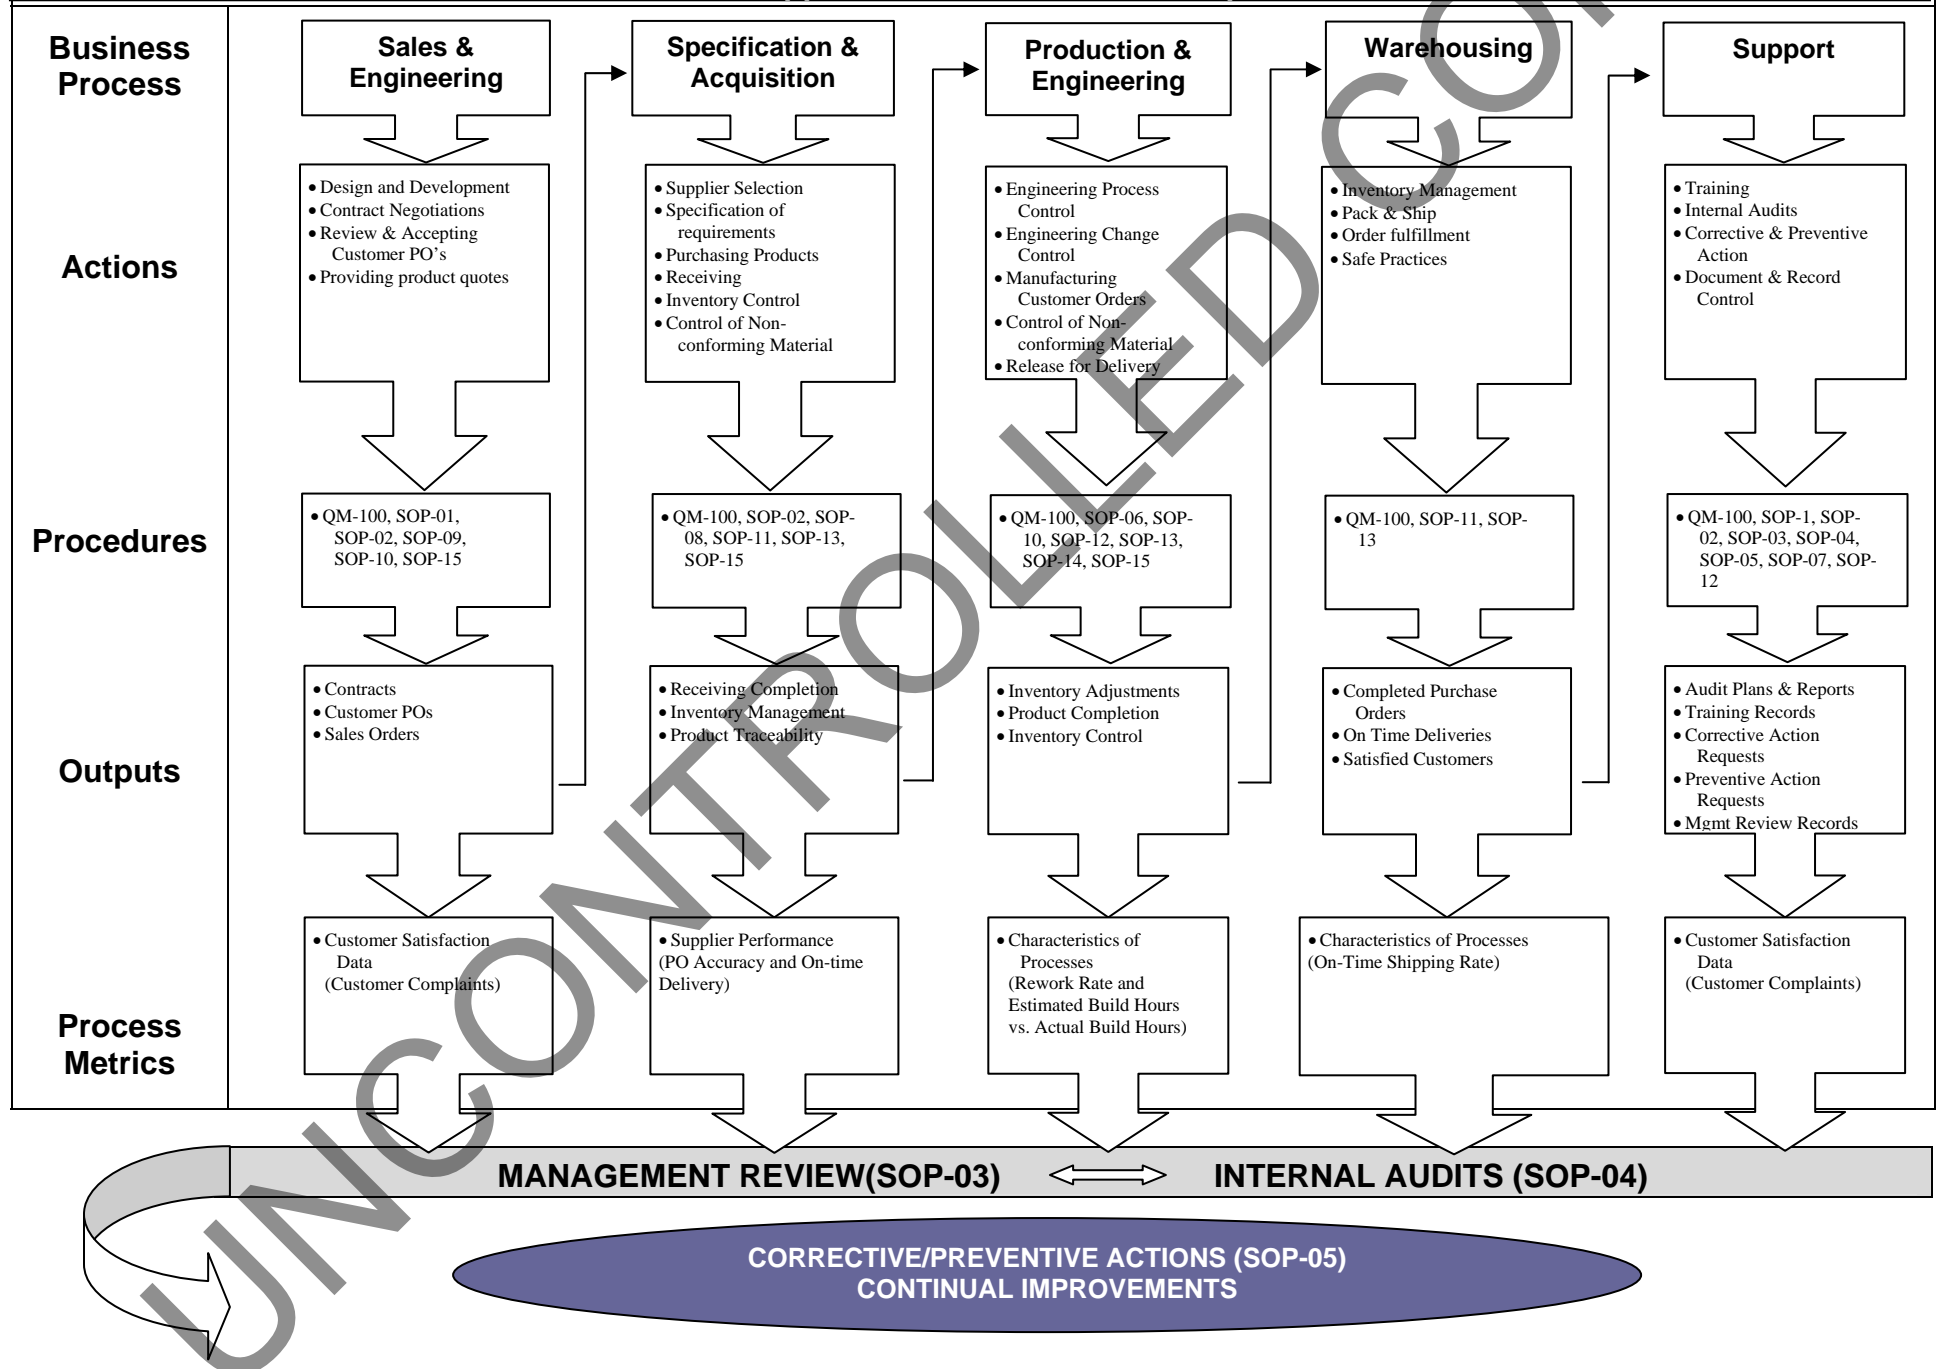 Business
Process
Sales &
Engineering
Specification &
Acquisition
Production &
Engineering
Warehousing
Support
Actions
• Design and Development
• Contract Negotiations
• Review & Accepting
Customer PO’s
• Providing product quotes
• Supplier Selection
• Specification of
requirements
• Purchasing Products
• Receiving
• Inventory Control
• Control of Non-
conforming Material
• Engineering Process
Control
• Engineering Change
Control
• Manufacturing
Customer Orders
• Control of Non-
conforming Material
• Release for Delivery
• Inventory Management
• Pack & Ship
• Order fulfillment
• Safe Practices
• Training
• Internal Audits
• Corrective & Preventive
Action
• Document & Record
Control
Procedures
• QM-100, SOP-01,
SOP-02, SOP-09,
SOP-10, SOP-15
• QM-100, SOP-02, SOP-
08, SOP-11, SOP-13,
SOP-15
• QM-100, SOP-06, SOP-
10, SOP-12, SOP-13,
SOP-14, SOP-15
• QM-100, SOP-11, SOP-
13
• QM-100, SOP-1, SOP-
02, SOP-03, SOP-04,
SOP-05, SOP-07, SOP-
12
Outputs
• Contracts
• Customer POs
• Sales Orders
• Receiving Completion
• Inventory Management
• Product Traceability
• Inventory Adjustments
• Product Completion
• Inventory Control
• Completed Purchase
Orders
• On Time Deliveries
• Satisfied Customers
• Audit Plans & Reports
• Training Records
• Corrective Action
Requests
• Preventive Action
Requests
• Mgmt Review Records
Process
Metrics
• Customer Satisfaction
Data
(Customer Complaints)
• Supplier Performance
(PO Accuracy and On-time
Delivery)
• Characteristics of
Processes
(Rework Rate and
Estimated Build Hours
vs. Actual Build Hours)
• Characteristics of Processes
(On-Time Shipping Rate)
• Customer Satisfaction
Data
(Customer Complaints)
MANAGEMENT REVIEW(SOP-03) INTERNAL AUDITS (SOP-04)
CORRECTIVE/PREVENTIVE ACTIONS (SOP-05)
CONTINUAL IMPROVEMENTS
UNCONTROLLED